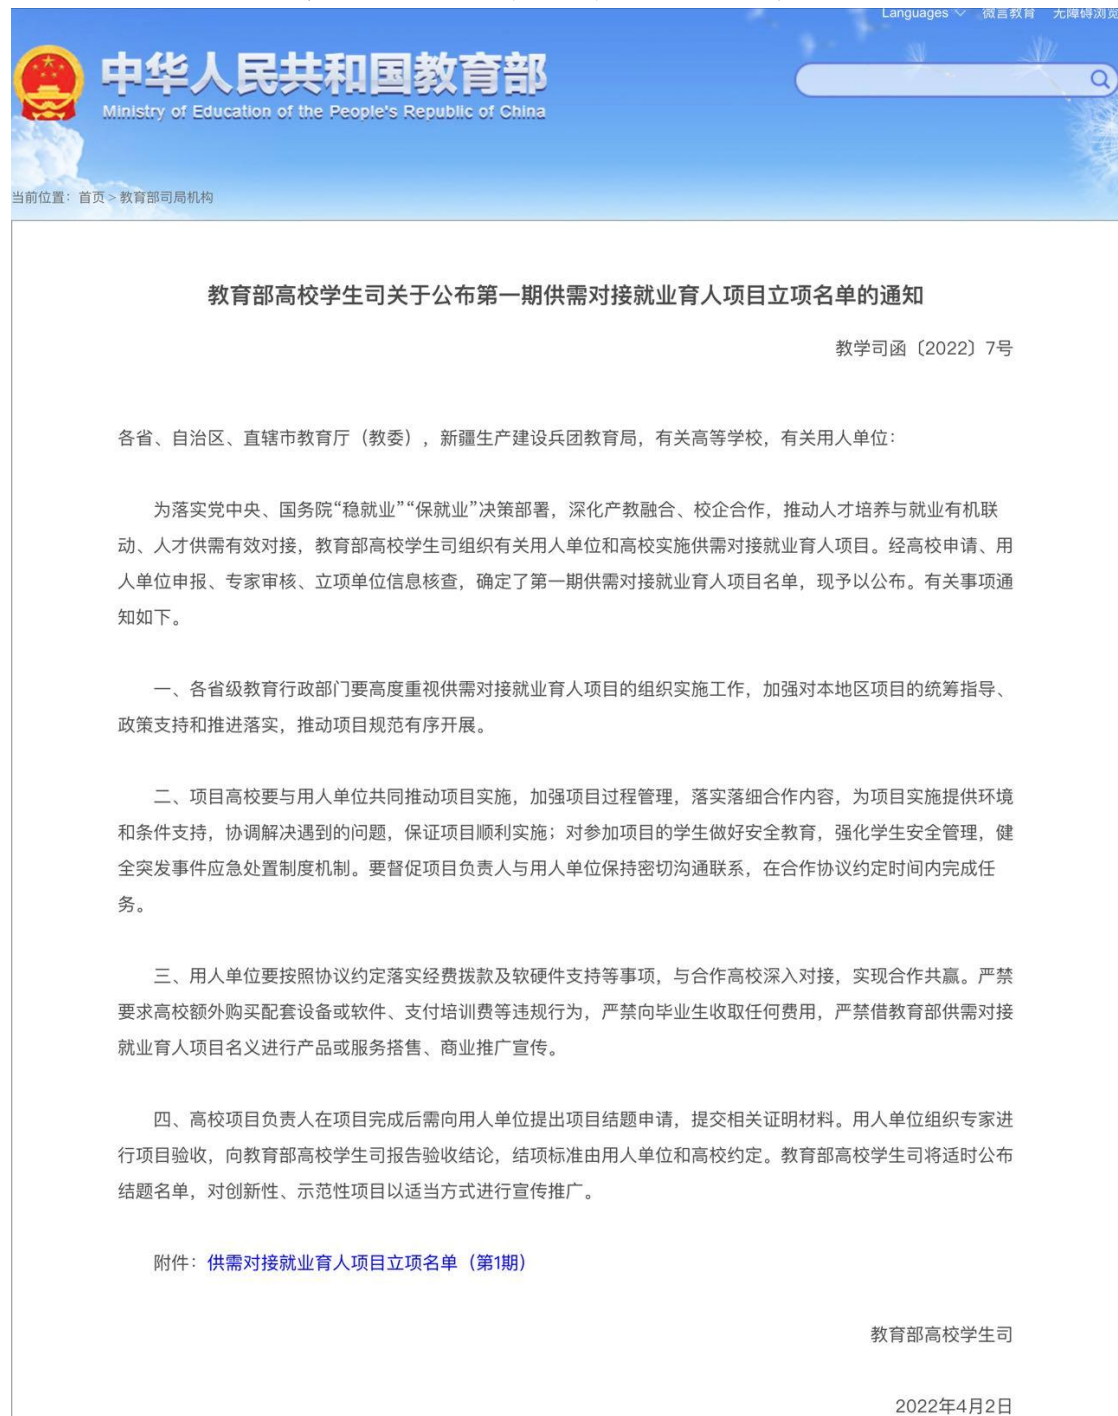 Languages 微言教育 无障碍浏览
中华人民共和国教育部
Ministry of Education of the People's Republic of China
当前位置：首页>教育部司局机构
教育部高校学生司关于公布第一期供需对接就业育人项目立项名单的通知
教学司函〔2022〕7号
各省、自治区、直辖市教育厅（教委），新疆生产建设兵团教育局，有关高等学校，有关用人单位：
为落实党中央、国务院“稳就业”“保就业”决策部署，深化产教融合、校企合作，推动人才培养与就业有机联
动、人才供需有效对接，教育部高校学生司组织有关用人单位和高校实施供需对接就业育人项目。经高校申请、用
人单位申报、专家审核、立项单位信息核查，确定了第一期供需对接就业育人项目名单，现予以公布。有关事项通
知如下。
一、各省级教育行政部门要高度重视供需对接就业育人项目的组织实施工作，加强对本地区项目的统筹指导、
政策支持和推进落实，推动项目规范有序开展。
二、项目高校要与用人单位共同推动项目实施，加强项目过程管理，落实落细合作内容，为项目实施提供环境
和条件支持，协调解决遇到的问题，保证项目顺利实施；对参加项目的学生做好安全教育，强化学生安全管理，健
全突发事件应急处置制度机制。要督促项目负责人与用人单位保持密切沟通联系，在合作协议约定时间内完成任
务。
三、用人单位要按照协议约定落实经费拨款及软硬件支持等事项，与合作高校深入对接，实现合作共赢。严禁
要求高校额外购买配套设备或软件、支付培训费等违规行为，严禁向毕业生收取任何费用，严禁借教育部供需对接
就业育人项目名义进行产品或服务搭售、商业推广宣传。
四、高校项目负责人在项目完成后需向用人单位提出项目结题申请，提交相关证明材料。用人单位组织专家进
行项目验收，向教育部高校学生司报告验收结论，结项标准由用人单位和高校约定。教育部高校学生司将适时公布
结题名单，对创新性、示范性项目以适当方式进行宣传推广。
附件：供需对接就业育人项目立项名单（第1期）
教育部高校学生司
2022年4月2日